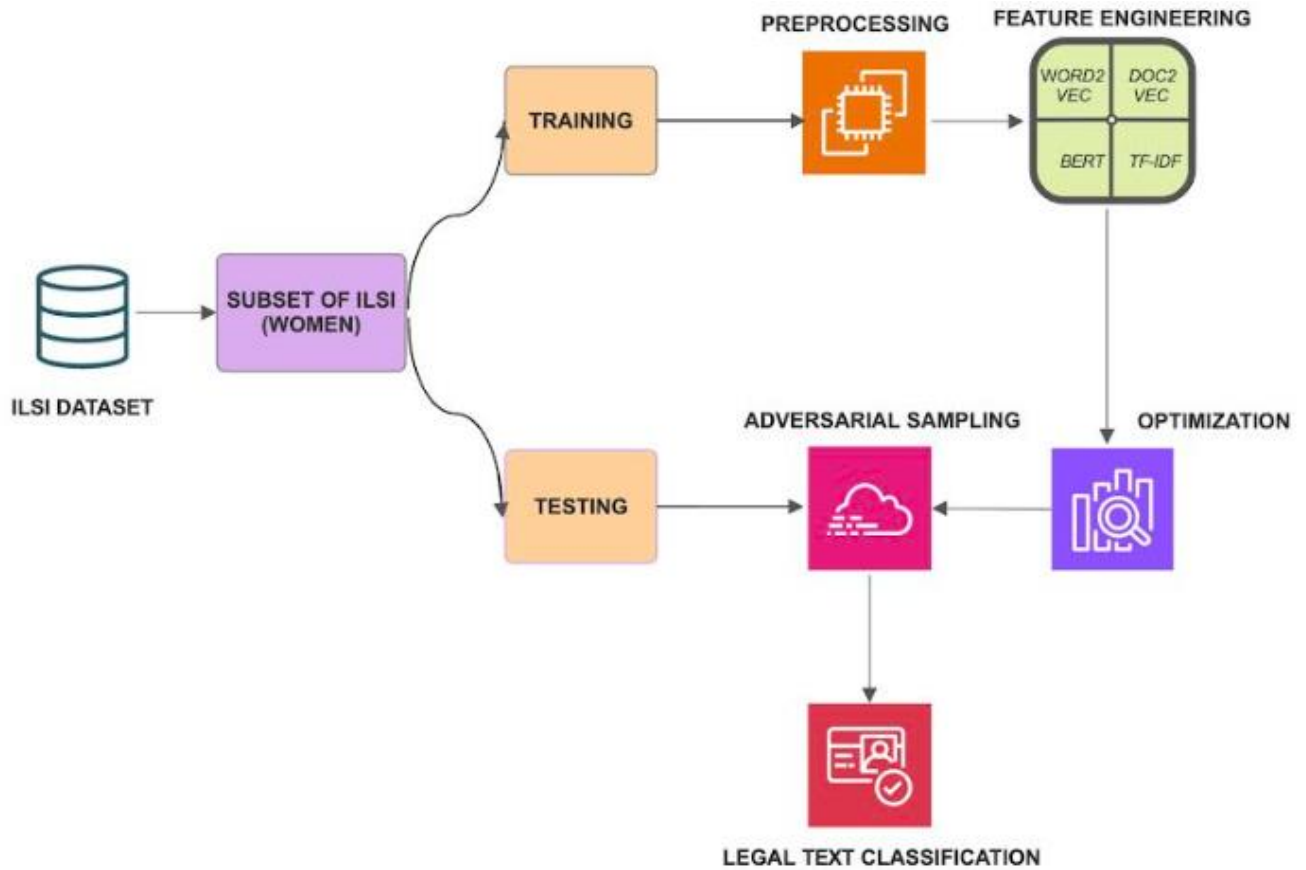 PREPROCESSING
FEATURE ENGINEERING
WORD2
VEC
DOC2
VEC
BERT
TF-IDF
TRAINING
SUBSET OF ILSI
(WOMEN)
ILSI DATASET
ADVERSARIAL SAMPLING
OPTIMIZATION
TESTING
LEGAL TEXT CLASSIFICATION